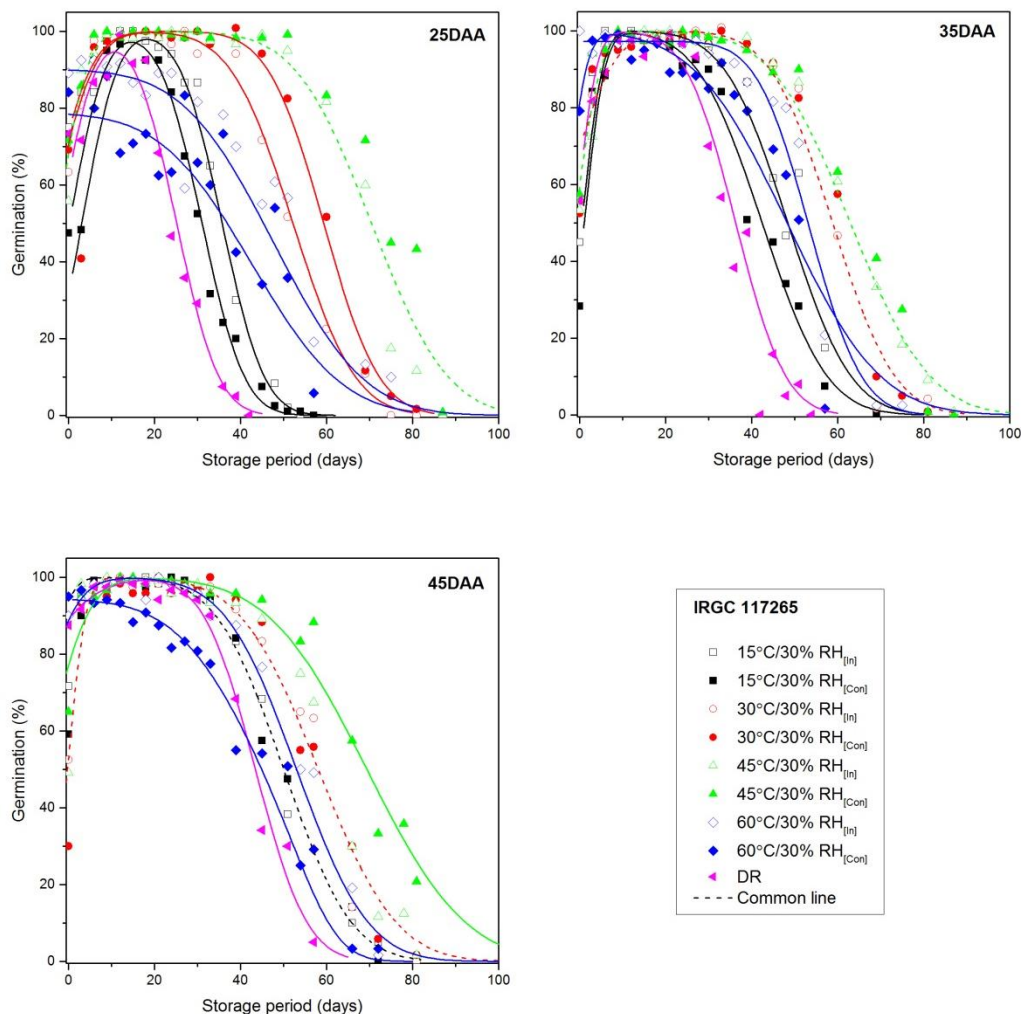 25DAA
Germination (%)
100
80
60
40
20
0
0 20 40 60 80 100
Storage period (days)
35DAA
100
80
60
40
20
0
0 20 40 60 80 100
Storage period (days)
45DAA
Germination (%)
100
80
60
40
20
0
0 20 40 60 80 100
Storage period (days)
IRGC 117265
15°C/30% RH[In]
15°C/30% RH[Con]
30°C/30% RH[In]
30°C/30% RH[Con]
45°C/30% RH[In]
45°C/30% RH[Con]
60°C/30% RH[In]
60°C/30% RH[Con]
DR
Common line